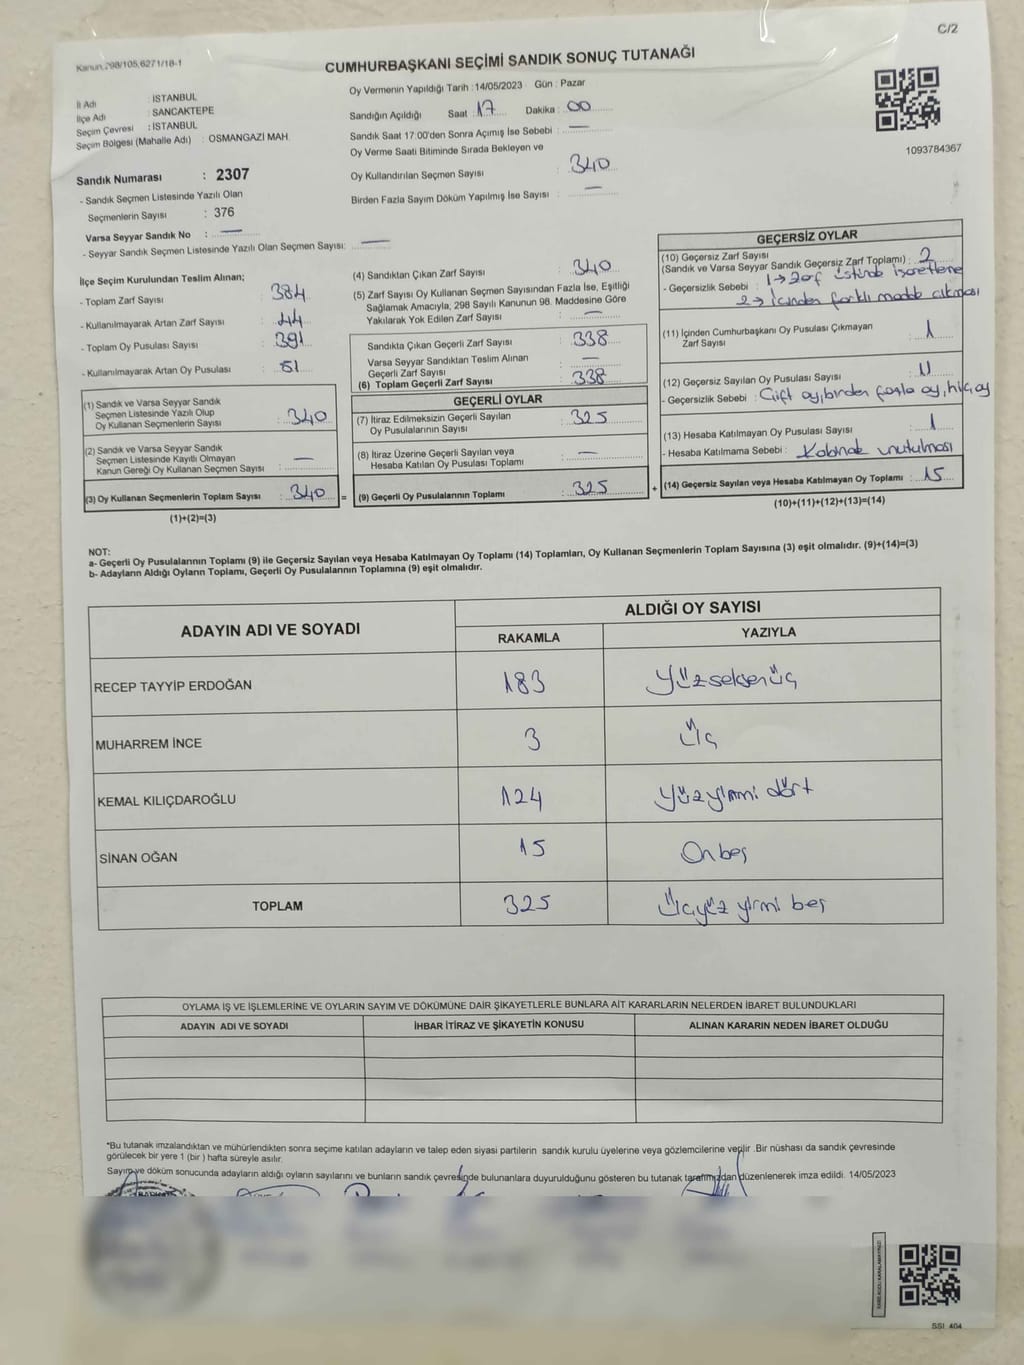 C/2
Kanun,298/105,6271/18-1
CUMHURBAŞKANI SEÇİMİ SANDIK SONUÇ TUTANAĞI
İl Adı : İSTANBUL
İlçe Adı : SANCAKTEPE
Seçim Çevresi : İSTANBUL
Seçim Bölgesi (Mahalle Adı) : OSMANGAZİ MAH.
Sandık Numarası : 2307
- Sandık Seçmen Listesinde Yazılı Olan
Seçmenlerin Sayısı : 376
Varsa Seyyar Sandık No : —
- Seyyar Sandık Seçmen Listesinde Yazılı Olan Seçmen Sayısı: —
Oy Vermenin Yapıldığı Tarih : 14/05/2023 Gün : Pazar
Sandığın Açıldığı Saat : 17 Dakika : 00
Sandık Saat 17:00'den Sonra Açımış İse Sebebi : —
Oy Verme Saati Bitiminde Sırada Bekleyen ve
Oy Kullandırılan Seçmen Sayısı : 340
Birden Fazla Sayım Döküm Yapılmış İse Sayısı : —
1093784367
İlçe Seçim Kurulundan Teslim Alınan;
- Toplam Zarf Sayısı : 384
- Kullanılmayarak Artan Zarf Sayısı : 44
- Toplam Oy Pusulası Sayısı : 391
- Kullanılmayarak Artan Oy Pusulası : 51
(1) Sandık ve Varsa Seyyar Sandık
Seçmen Listesinde Yazılı Olup
Oy Kullanan Seçmenlerin Sayısı : 340
(2) Sandık ve Varsa Seyyar Sandık
Seçmen Listesinde Kayıtlı Olmayan
Kanun Gereği Oy Kullanan Seçmen Sayısı : —
(3) Oy Kullanan Seçmenlerin Toplam Sayısı : 340 =
(1)+(2)=(3)
(4) Sandıktan Çıkan Zarf Sayısı : 340
(5) Zarf Sayısı Oy Kullanan Seçmen Sayısından Fazla İse, Eşitliği
Sağlamak Amacıyla, 298 Sayılı Kanunun 98. Maddesine Göre
Yakılarak Yok Edilen Zarf Sayısı : —
Sandıkta Çıkan Geçerli Zarf Sayısı : 338
Varsa Seyyar Sandıktan Teslim Alınan
Geçerli Zarf Sayısı : —
(6) Toplam Geçerli Zarf Sayısı : 338
GEÇERLİ OYLAR
(7) İtiraz Edilmeksizin Geçerli Sayılan
Oy Pusulalarının Sayısı : 325
(8) İtiraz Üzerine Geçerli Sayılan veya
Hesaba Katılan Oy Pusulası Toplamı : —
(9) Geçerli Oy Pusulalarının Toplamı : 325 +
GEÇERSİZ OYLAR
(10) Geçersiz Zarf Sayısı
(Sandık ve Varsa Seyyar Sandık Geçersiz Zarf Toplamı) : 2
- Geçersizlik Sebebi : 1→ zarf üstünde işaretleme
2→ içinden farklı madde çıkması
(11) İçinden Cumhurbaşkanı Oy Pusulası Çıkmayan
Zarf Sayısı : 1
(12) Geçersiz Sayılan Oy Pusulası Sayısı : 11
- Geçersizlik Sebebi : Çift oy, birden fazla oy, hiç oy
(13) Hesaba Katılmayan Oy Pusulası Sayısı : 1
- Hesaba Katılmama Sebebi : Kabinde unutulması
(14) Geçersiz Sayılan veya Hesaba Katılmayan Oy Toplamı : 15
(10)+(11)+(12)+(13)=(14)
NOT:
a- Geçerli Oy Pusulalarının Toplamı (9) ile Geçersiz Sayılan veya Hesaba Katılmayan Oy Toplamı (14) Toplamları, Oy Kullanan Seçmenlerin Toplam Sayısına (3) eşit olmalıdır. (9)+(14)=(3)
b- Adayların Aldığı Oyların Toplamı, Geçerli Oy Pusulalarının Toplamına (9) eşit olmalıdır.
ADAYIN ADI VE SOYADI ALDIĞI OY SAYISI
RAKAMLA YAZIYLA
RECEP TAYYİP ERDOĞAN 183 Yüzseksenüç
MUHARREM İNCE 3 Üç
KEMAL KILIÇDAROĞLU 124 Yüzyirmi dört
SİNAN OĞAN 15 Onbeş
TOPLAM 325 Üçyüz yirmi beş
OYLAMA İŞ VE İŞLEMLERİNE VE OYLARIN SAYIM VE DÖKÜMÜNE DAİR ŞİKAYETLERLE BUNLARA AİT KARARLARIN NELERDEN İBARET BULUNDUKLARI
ADAYIN ADI VE SOYADI İHBAR İTİRAZ VE ŞİKAYETİN KONUSU ALINAN KARARIN NEDEN İBARET OLDUĞU
*Bu tutanak imzalandıktan ve mühürlendikten sonra seçime katılan adayların ve talep eden siyasi partilerin sandık kurulu üyelerine veya gözlemcilerine verilir .Bir nüshası da sandık çevresinde
görülecek bir yere 1 (bir ) hafta süreyle asılır.
Sayım ve döküm sonucunda adayların aldığı oyların sayılarını ve bunların sandık çevresinde bulunanlara duyurulduğunu gösteren bu tutanak tarafımızdan düzenlenerek imza edildi. 14/05/2023
SSI 404